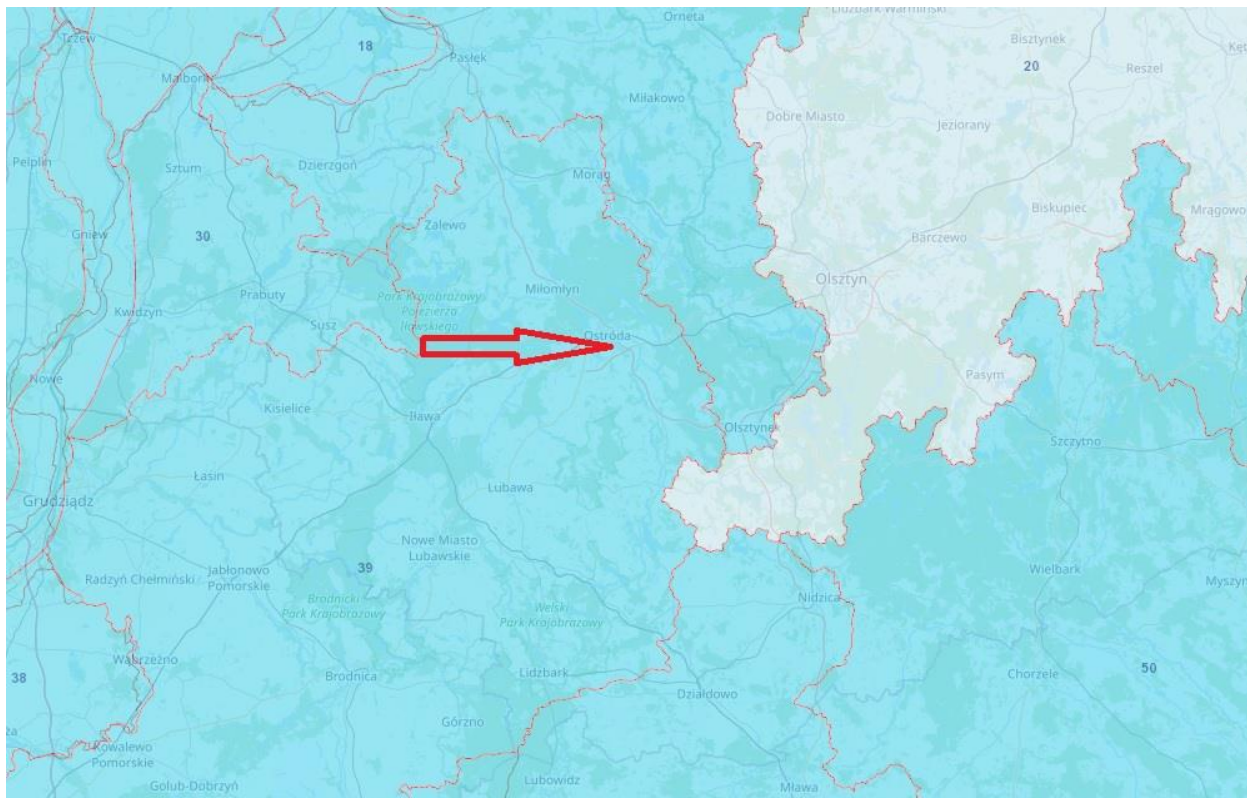 Orneta
Lidzbark Warmiński
Tczew
18
Bisztynek
Pasłęk
20
Reszel
Malbork
Miłakowo
Dobre Miasto
Jeziorany
Pelplin
Sztum
Dzierzgoń
Morąg
Biskupiec
Mrągowo
Zalewo
Gniew
30
Barczewo
Olsztyn
Miłomłyn
Prabuty
Park Krajobrazowy
Pojezierza
Iławskiego
Kwidzyn
Susz
Ostróda
Nowe
Pasym
Kisielice
Iława
Olsztynek
Szczytno
Łasin
Lubawa
Grudziądz
Nowe Miasto
Lubawskie
39
Jabłonowo
Pomorskie
Radzyń Chełmiński
Wielbark
Myszyn
Brodnicki
Park Krajobrazowy
Nidzica
Welski
Park Krajobrazowy
Wąbrzeźno
50
Brodnica
Lidzbark
Chorzele
38
Działdowo
Górzno
Kowalewo
Pomorskie
Golub-Dobrzyń
Lubowidz
Mława